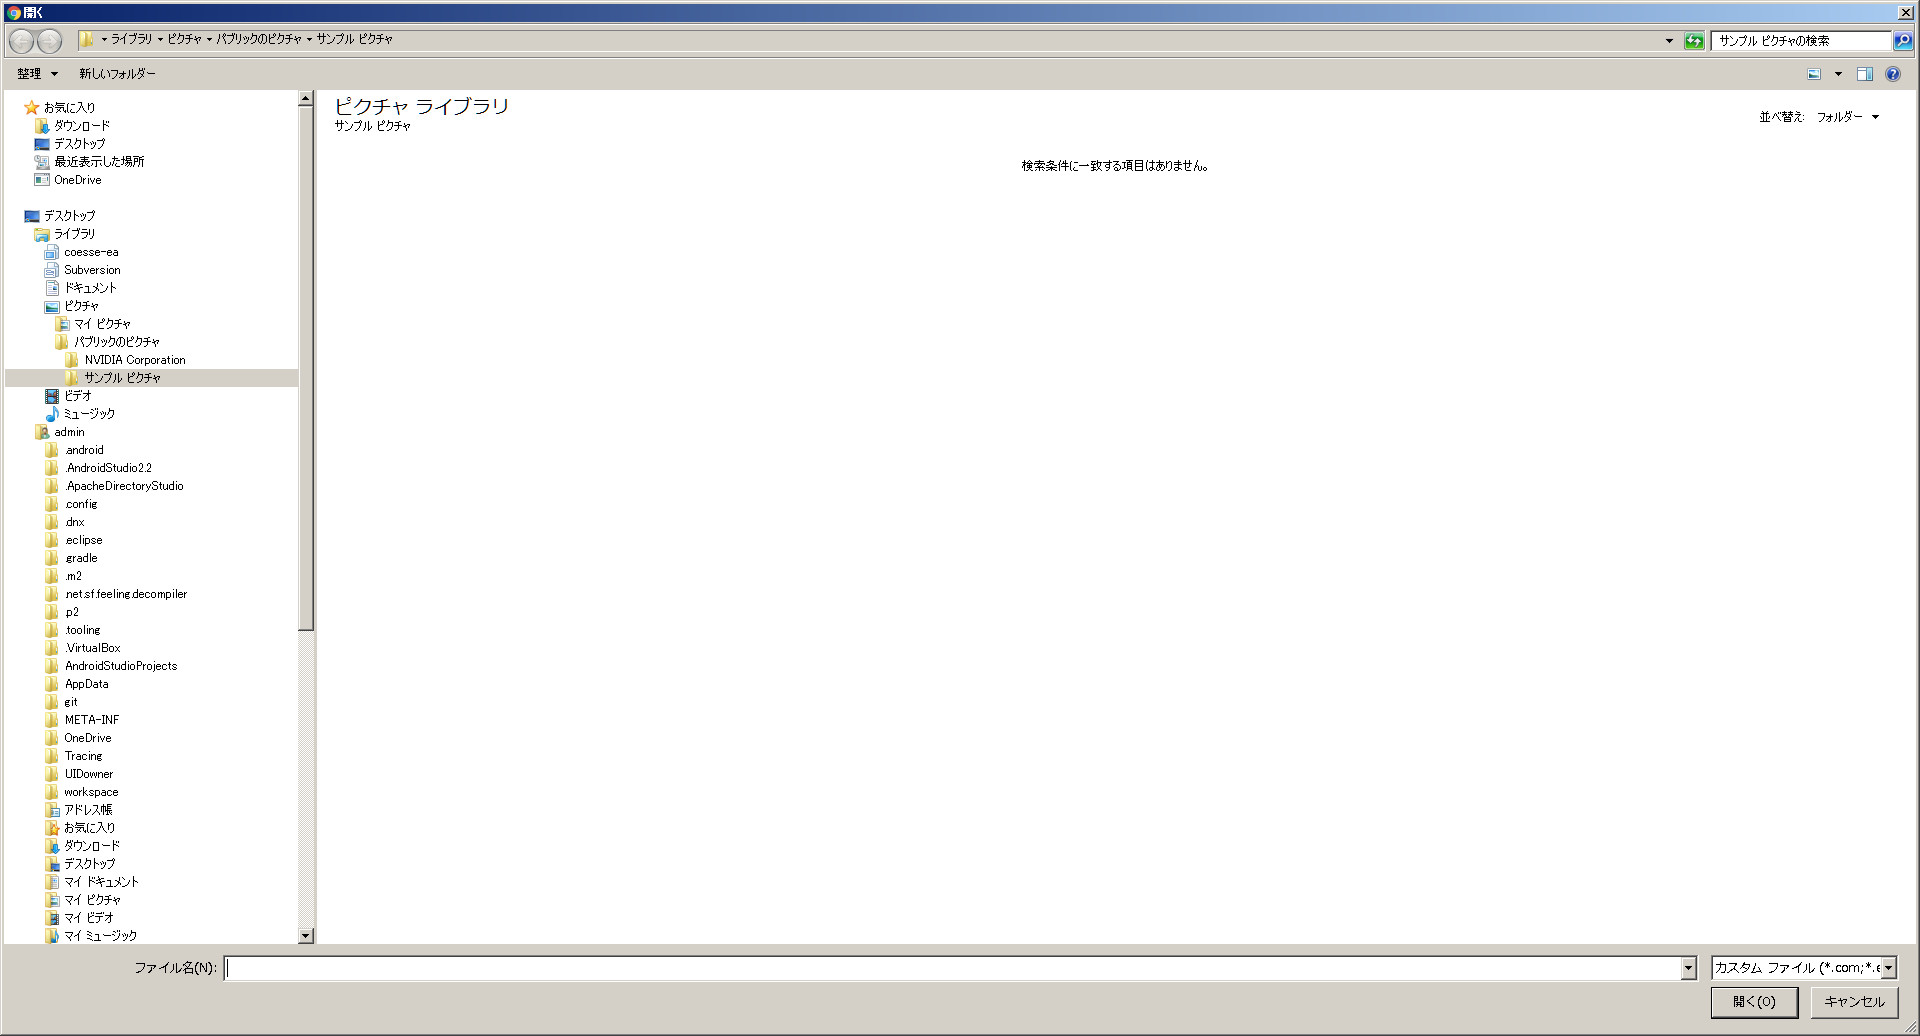 開く
ライブラリ ピクチャ パブリックのピクチャ サンプル ピクチャ
サンプル ピクチャの検索
整理 新しいフォルダー
お気に入り
ダウンロード
デスクトップ
最近表示した場所
OneDrive
デスクトップ
ライブラリ
coesse-ea
Subversion
ドキュメント
ピクチャ
マイ ピクチャ
パブリックのピクチャ
NVIDIA Corporation
サンプル ピクチャ
ビデオ
ミュージック
admin
.android
.AndroidStudio2.2
.ApacheDirectoryStudio
.config
.dnx
.eclipse
.gradle
.m2
.net.sf.feeling.decompiler
.p2
.tooling
.VirtualBox
AndroidStudioProjects
AppData
git
META-INF
OneDrive
Tracing
UIDowner
workspace
アドレス帳
お気に入り
ダウンロード
デスクトップ
マイ ドキュメント
マイ ピクチャ
マイ ビデオ
マイ ミュージック
ピクチャ ライブラリ
サンプル ピクチャ
並べ替え: フォルダー
検索条件に一致する項目はありません。
ファイル名(N):
カスタム ファイル (*.com;*.e
開く(O)
キャンセル